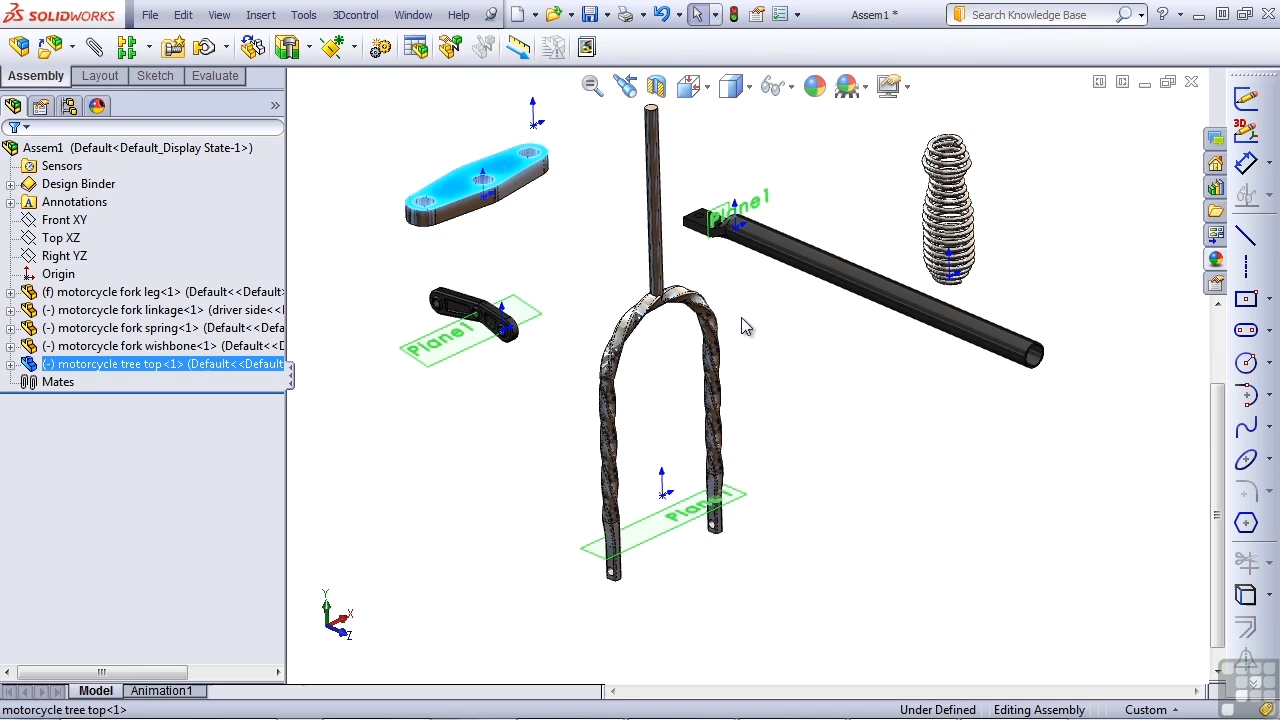 SOLIDWORKS File Edit View Insert Tools 3Dcontrol Window Help Assem1 * Search Knowledge Base ?
Assembly Layout Sketch Evaluate
Assem1 (Default<Default_Display State-1>)
Sensors
Design Binder
Annotations
Front XY
Top XZ
Right YZ
Origin
(f) motorcycle fork leg<1> (Default<<Default
(-) motorcycle fork linkage<1> (driver side<<D
(-) motorcycle fork spring<1> (Default<<Defa
(-) motorcycle fork wishbone<1> (Default<<D
(-) motorcycle tree top<1> (Default<<Default
Mates
Plane1
Plane1
Plane1
Y
X
Z
3D
Model Animation1
motorcycle tree top<1> Under Defined Editing Assembly Custom